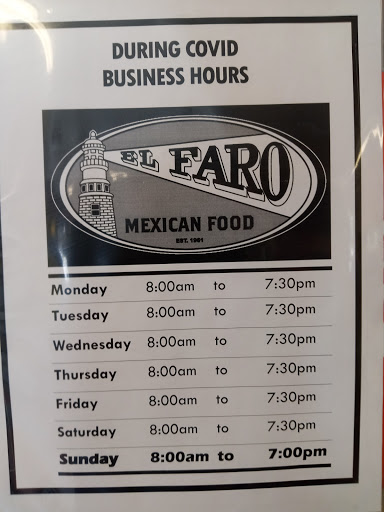 DURING COVID
BUSINESS HOURS
EL FARO
MEXICAN FOOD
EST. 1961
Monday 8:00am to 7:30pm
Tuesday 8:00am to 7:30pm
Wednesday 8:00am to 7:30pm
Thursday 8:00am to 7:30pm
Friday 8:00am to 7:30pm
Saturday 8:00am to 7:30pm
Sunday 8:00am to 7:00pm